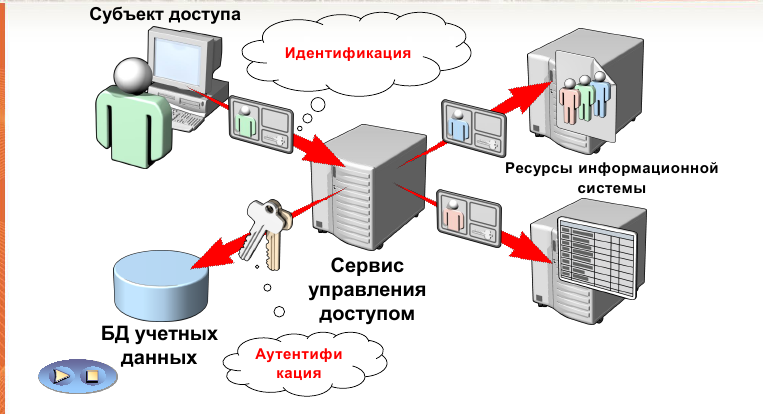 Субъект доступа
Идентификация
Ресурсы информационной
системы
Сервис
управления
доступом
БД учетных
данных
Аутентифи
кация